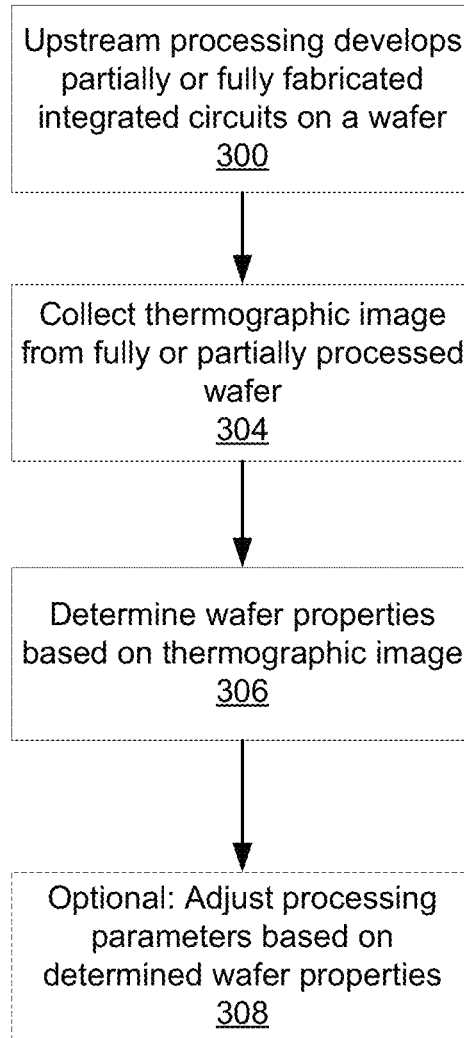 Upstream processing develops
partially or fully fabricated
integrated circuits on a wafer
300
Collect thermographic image
from fully or partially processed
wafer
304
Determine wafer properties
based on thermographic image
306
Optional: Adjust processing
parameters based on
determined wafer properties
308